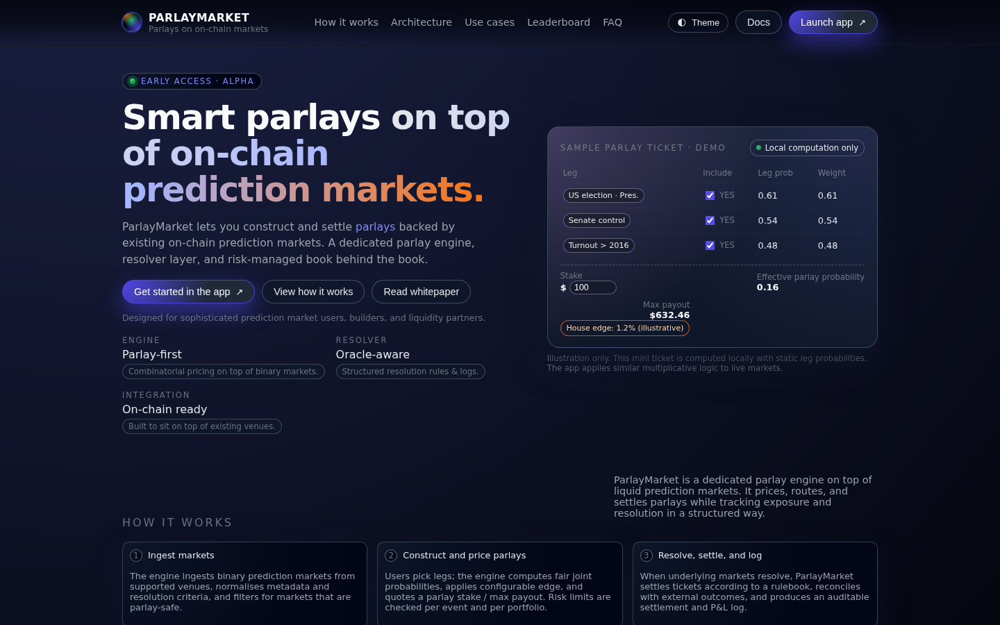 PARLAYMARKET
Parlays on on-chain markets
How it works
Architecture
Use cases
Leaderboard
FAQ
Theme
Docs
Launch app ↗
EARLY ACCESS · ALPHA
Smart parlays on top
of on-chain
prediction markets.
ParlayMarket lets you construct and settle parlays backed by
existing on-chain prediction markets. A dedicated parlay engine,
resolver layer, and risk-managed book behind the book.
Get started in the app ↗
View how it works
Read whitepaper
Designed for sophisticated prediction market users, builders, and liquidity partners.
ENGINE
Parlay-first
Combinatorial pricing on top of binary markets.
RESOLVER
Oracle-aware
Structured resolution rules & logs.
INTEGRATION
On-chain ready
Built to sit on top of existing venues.
SAMPLE PARLAY TICKET · DEMO
Local computation only
Leg Include Leg prob Weight
US election · Pres. YES 0.61 0.61
Senate control YES 0.54 0.54
Turnout > 2016 YES 0.48 0.48
Stake
$ 100
Effective parlay probability
0.16
Max payout
$632.46
House edge: 1.2% (illustrative)
Illustration only. This mini ticket is computed locally with static leg probabilities.
The app applies similar multiplicative logic to live markets.
HOW IT WORKS
ParlayMarket is a dedicated parlay engine on top of
liquid prediction markets. It prices, routes, and
settles parlays while tracking exposure and
resolution in a structured way.
1 Ingest markets
The engine ingests binary prediction markets from
supported venues, normalises metadata and
resolution criteria, and filters for markets that are
parlay-safe.
2 Construct and price parlays
Users pick legs; the engine computes fair joint
probabilities, applies configurable edge, and
quotes a parlay stake / max payout. Risk limits are
checked per event and per portfolio.
3 Resolve, settle, and log
When underlying markets resolve, ParlayMarket
settles tickets according to a rulebook, reconciles
with external outcomes, and produces an auditable
settlement and P&L log.